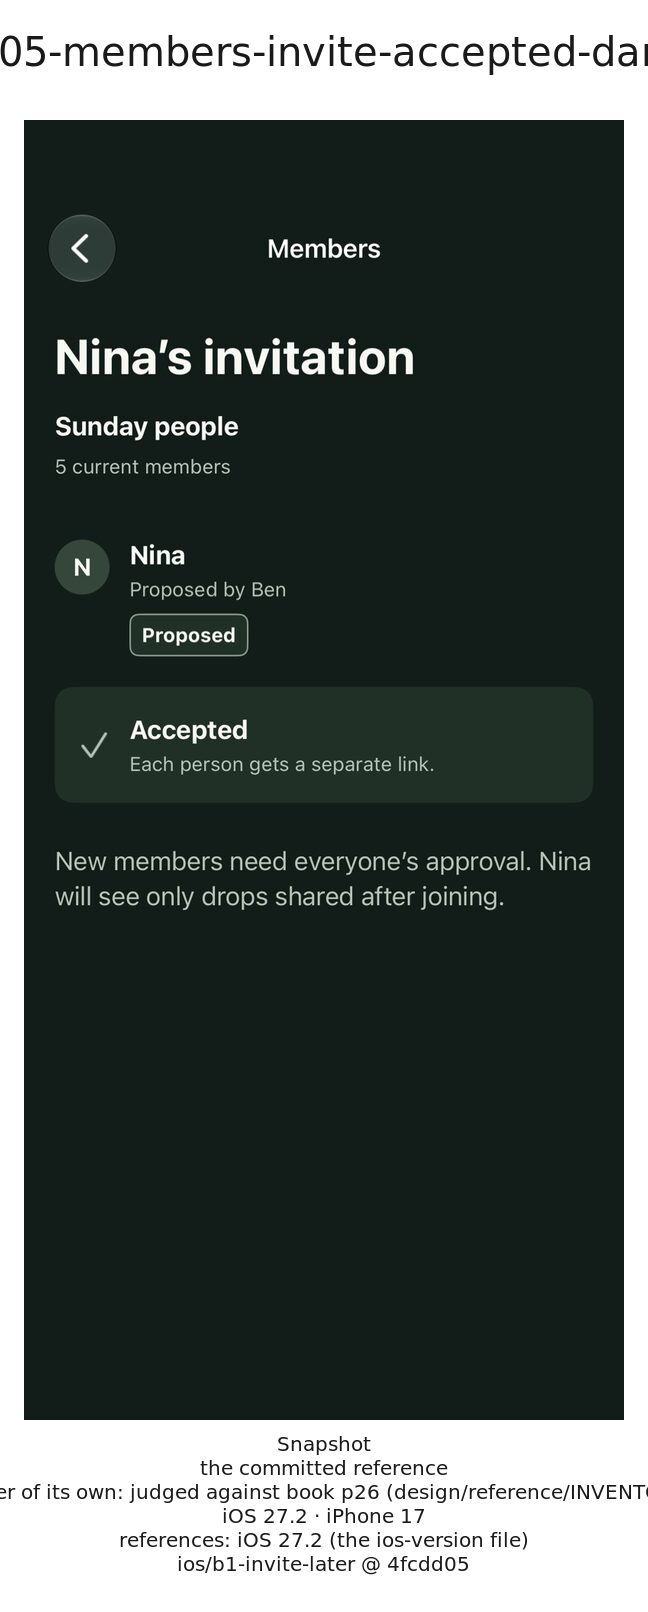 05-members-invite-accepted-dar
Members
Nina’s invitation
Sunday people
5 current members
N
Nina
Proposed by Ben
Proposed
Accepted
Each person gets a separate link.
New members need everyone’s approval. Nina
will see only drops shared after joining.
Snapshot
the committed reference
er of its own: judged against book p26 (design/reference/INVENTO
iOS 27.2 · iPhone 17
references: iOS 27.2 (the ios-version file)
ios/b1-invite-later @ 4fcdd05